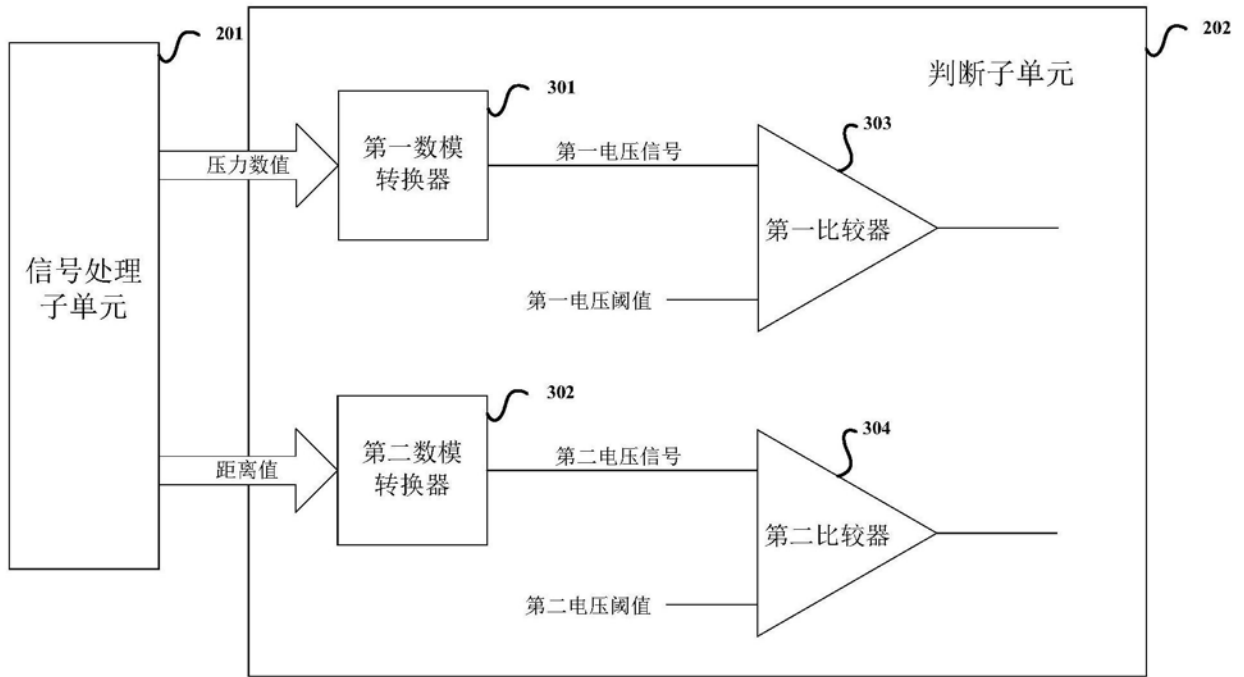 201
202
判断子单元
301
303
第一数模
转换器
第一电压信号
压力数值
第一比较器
信号处理
子单元
第一电压阈值
302
304
第二数模
转换器
第二电压信号
距离值
第二比较器
第二电压阈值